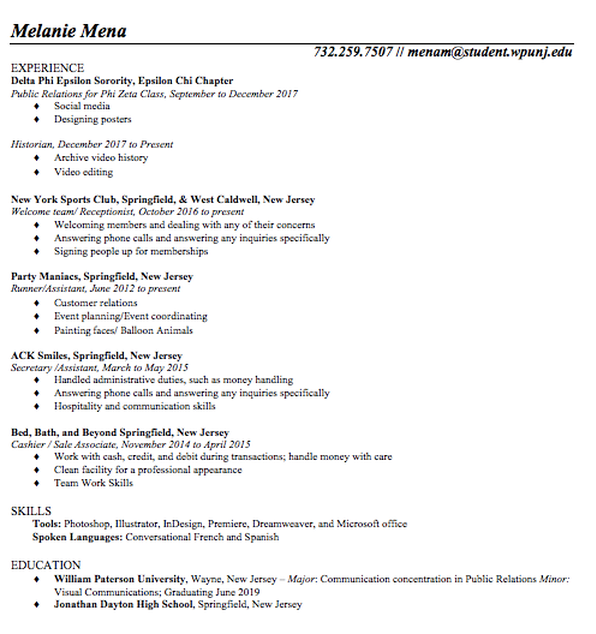 Melanie Mena
732.259.7507 // menam@student.wpunj.edu
EXPERIENCE
Delta Phi Epsilon Sorority, Epsilon Chi Chapter
Public Relations for Phi Zeta Class, September to December 2017
♦ Social media
♦ Designing posters
Historian, December 2017 to Present
♦ Archive video history
♦ Video editing
New York Sports Club, Springfield, & West Caldwell, New Jersey
Welcome team/ Receptionist, October 2016 to present
♦ Welcoming members and dealing with any of their concerns
♦ Answering phone calls and answering any inquiries specifically
♦ Signing people up for memberships
Party Maniacs, Springfield, New Jersey
Runner/Assistant, June 2012 to present
♦ Customer relations
♦ Event planning/Event coordinating
♦ Painting faces/ Balloon Animals
ACK Smiles, Springfield, New Jersey
Secretary /Assistant, March to May 2015
♦ Handled administrative duties, such as money handling
♦ Answering phone calls and answering any inquiries specifically
♦ Hospitality and communication skills
Bed, Bath, and Beyond Springfield, New Jersey
Cashier / Sale Associate, November 2014 to April 2015
♦ Work with cash, credit, and debit during transactions; handle money with care
♦ Clean facility for a professional appearance
♦ Team Work Skills
SKILLS
Tools: Photoshop, Illustrator, InDesign, Premiere, Dreamweaver, and Microsoft office
Spoken Languages: Conversational French and Spanish
EDUCATION
♦ William Paterson University, Wayne, New Jersey – Major: Communication concentration in Public Relations Minor:
Visual Communications; Graduating June 2019
♦ Jonathan Dayton High School, Springfield, New Jersey